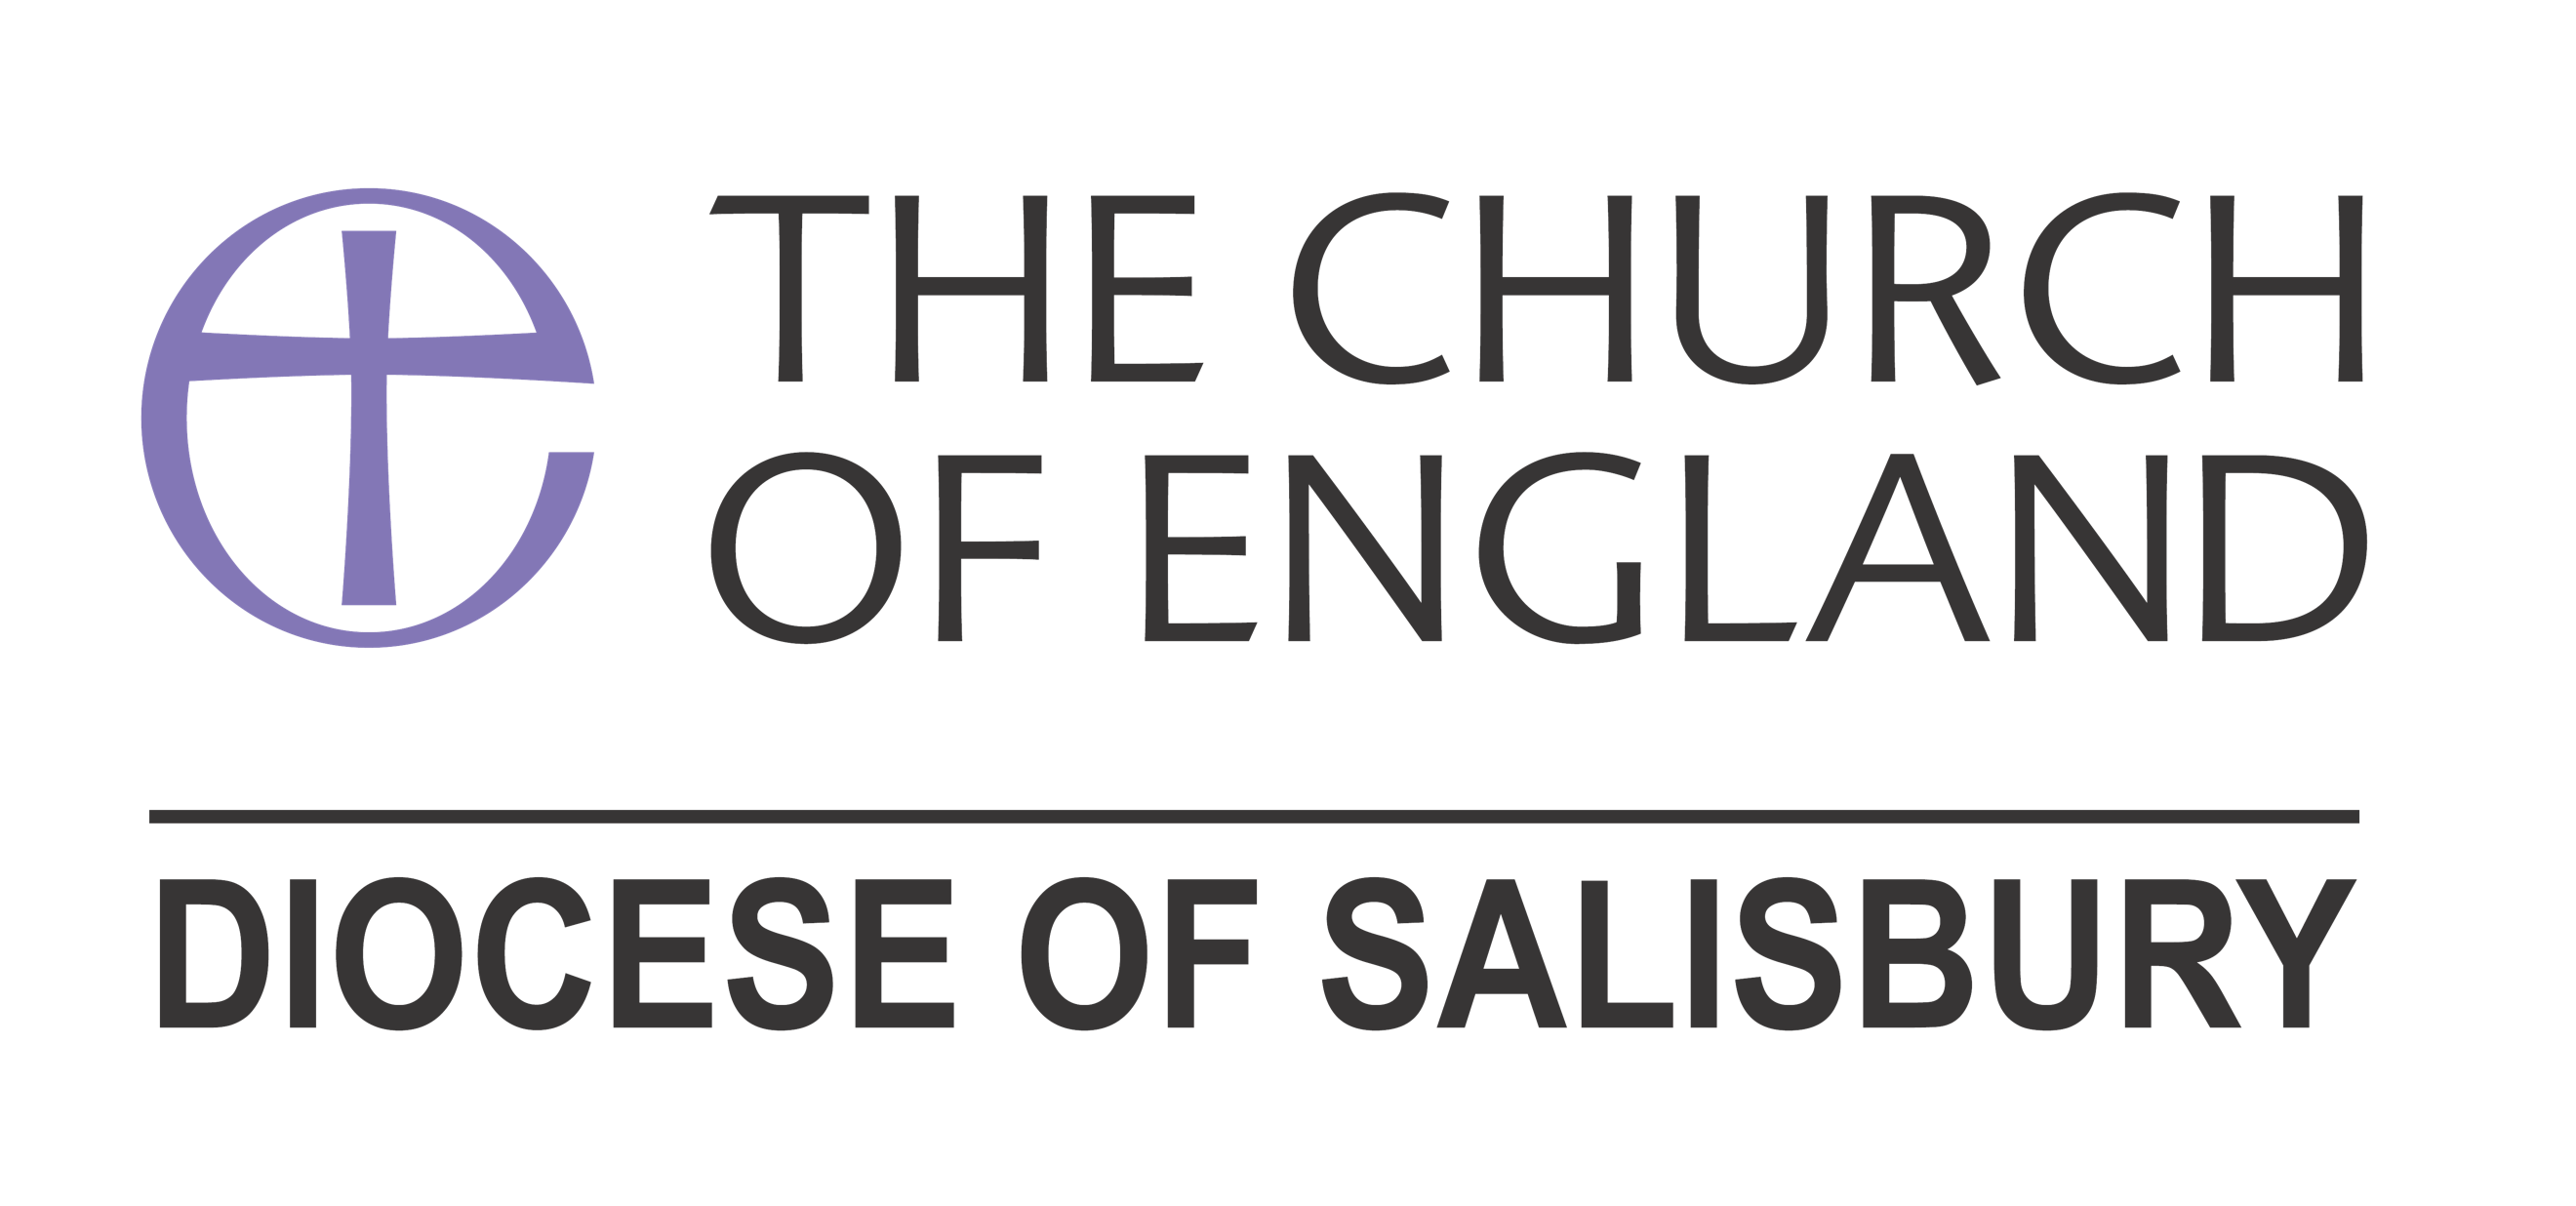 THE CHURCH
OF ENGLAND
DIOCESE OF SALISBURY